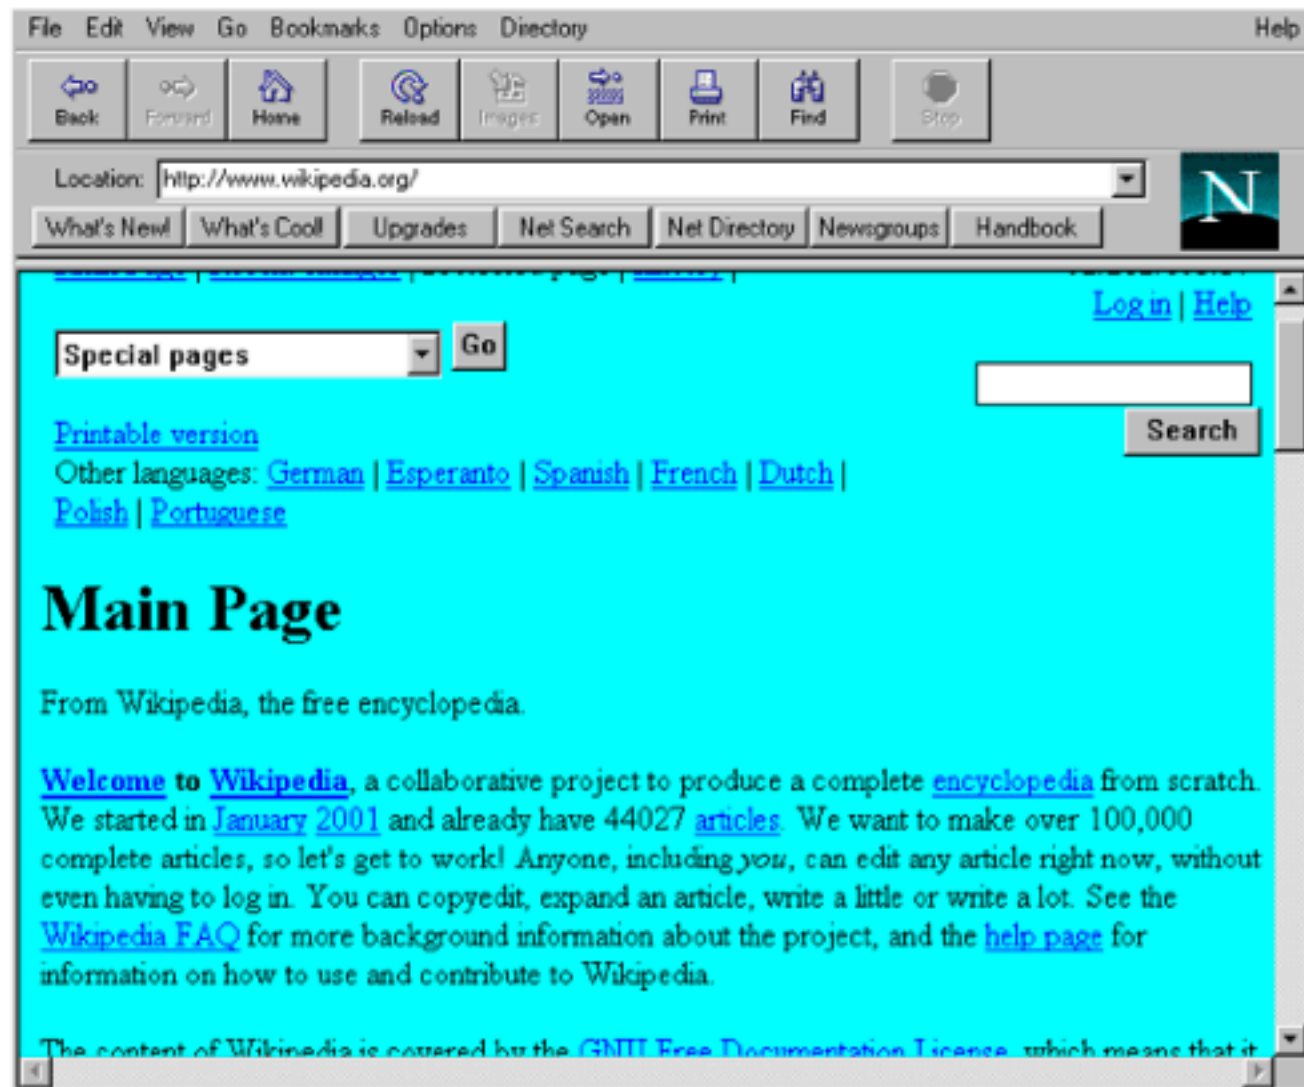 File Edit View Go Bookmarks Options Directory Help
Back Forward Home Reload Images Open Print Find Stop
Location: http://www.wikipedia.org/
N
What's New! What's Cool! Upgrades Net Search Net Directory Newsgroups Handbook
Log in | Help
Special pages Go
Search
Printable version
Other languages: German | Esperanto | Spanish | French | Dutch |
Polish | Portuguese
Main Page
From Wikipedia, the free encyclopedia.
Welcome to Wikipedia, a collaborative project to produce a complete encyclopedia from scratch.
We started in January 2001 and already have 44027 articles. We want to make over 100,000
complete articles, so let's get to work! Anyone, including you, can edit any article right now, without
even having to log in. You can copyedit, expand an article, write a little or write a lot. See the
Wikipedia FAQ for more background information about the project, and the help page for
information on how to use and contribute to Wikipedia.
The content of Wikipedia is covered by the GNU Free Documentation License, which means that it